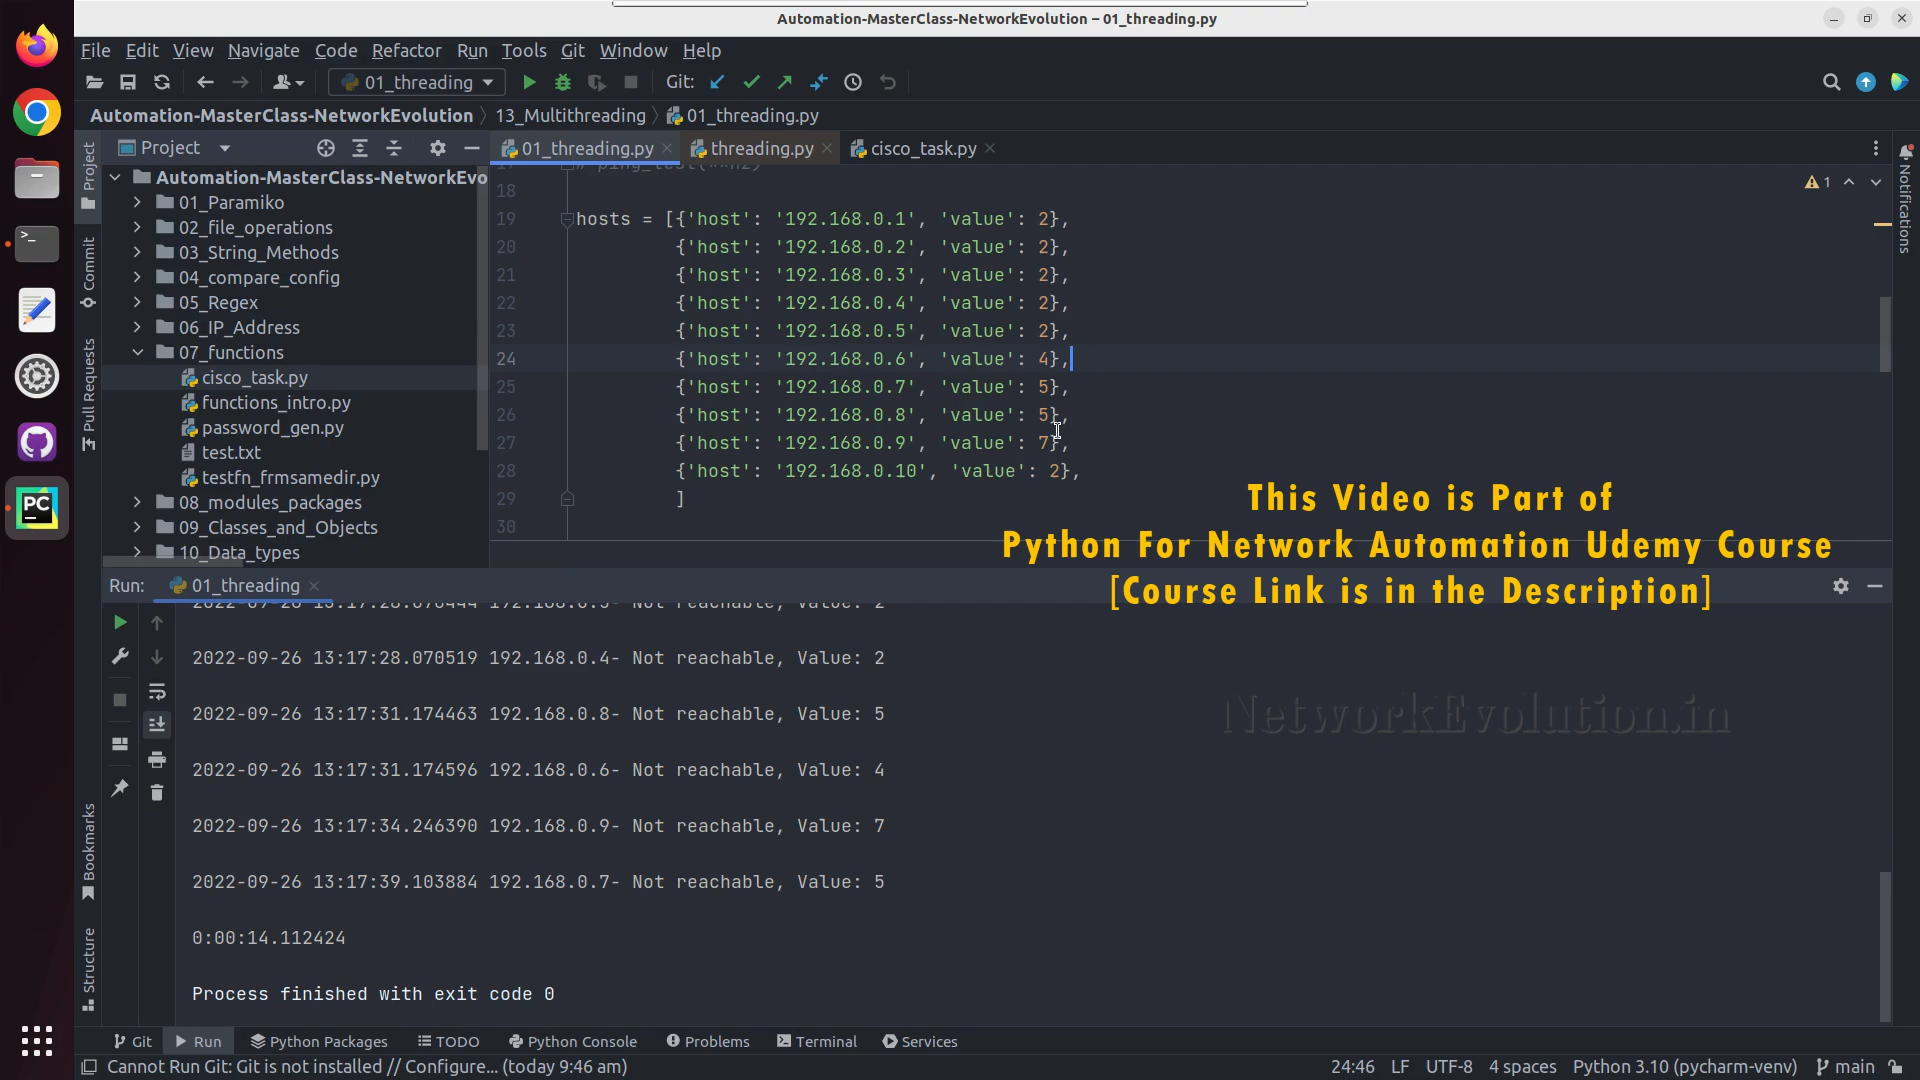 Automation-MasterClass-NetworkEvolution – 01_threading.py
File Edit View Navigate Code Refactor Run Tools Git Window Help
01_threading Git:
Automation-MasterClass-NetworkEvolution 13_Multithreading 01_threading.py
Project 01_threading.py threading.py cisco_task.py
Project
Commit
Pull Requests
Bookmarks
Structure
Notifications
Automation-MasterClass-NetworkEvo
01_Paramiko
02_file_operations
03_String_Methods
04_compare_config
05_Regex
06_IP_Address
07_functions
cisco_task.py
functions_intro.py
password_gen.py
test.txt
testfn_frmsamedir.py
08_modules_packages
09_Classes_and_Objects
10_Data_types
1
18
19 hosts = [{'host': '192.168.0.1', 'value': 2},
20 {'host': '192.168.0.2', 'value': 2},
21 {'host': '192.168.0.3', 'value': 2},
22 {'host': '192.168.0.4', 'value': 2},
23 {'host': '192.168.0.5', 'value': 2},
24 {'host': '192.168.0.6', 'value': 4},
25 {'host': '192.168.0.7', 'value': 5},
26 {'host': '192.168.0.8', 'value': 5},
27 {'host': '192.168.0.9', 'value': 7},
28 {'host': '192.168.0.10', 'value': 2},
29 ]
30
This Video is Part of
Python For Network Automation Udemy Course
[Course Link is in the Description]
Run: 01_threading
2022-09-26 13:17:28.070519 192.168.0.4- Not reachable, Value: 2
2022-09-26 13:17:31.174463 192.168.0.8- Not reachable, Value: 5
2022-09-26 13:17:31.174596 192.168.0.6- Not reachable, Value: 4
2022-09-26 13:17:34.246390 192.168.0.9- Not reachable, Value: 7
2022-09-26 13:17:39.103884 192.168.0.7- Not reachable, Value: 5
0:00:14.112424
Process finished with exit code 0
NetworkEvolution.in
Git Run Python Packages TODO Python Console Problems Terminal Services
Cannot Run Git: Git is not installed // Configure... (today 9:46 am) 24:46 LF UTF-8 4 spaces Python 3.10 (pycharm-venv) main